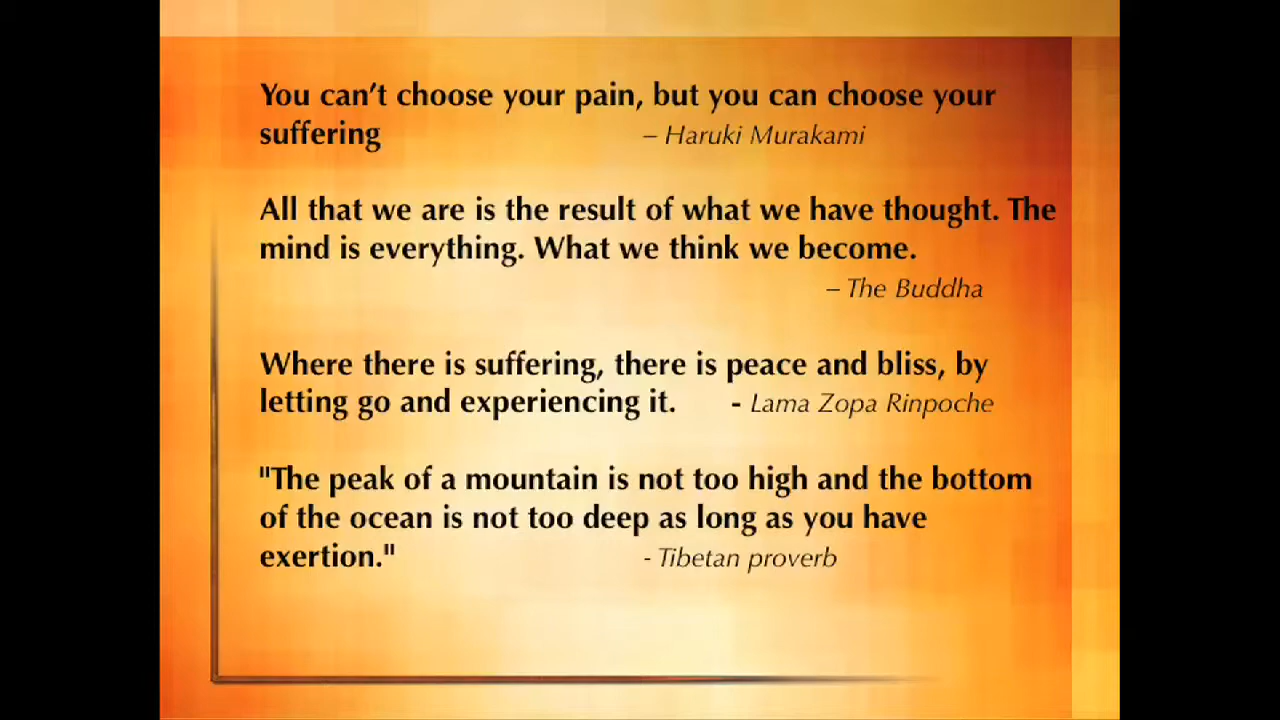 You can’t choose your pain, but you can choose your
suffering – Haruki Murakami
All that we are is the result of what we have thought. The
mind is everything. What we think we become.
– The Buddha
Where there is suffering, there is peace and bliss, by
letting go and experiencing it. - Lama Zopa Rinpoche
"The peak of a mountain is not too high and the bottom
of the ocean is not too deep as long as you have
exertion." - Tibetan proverb